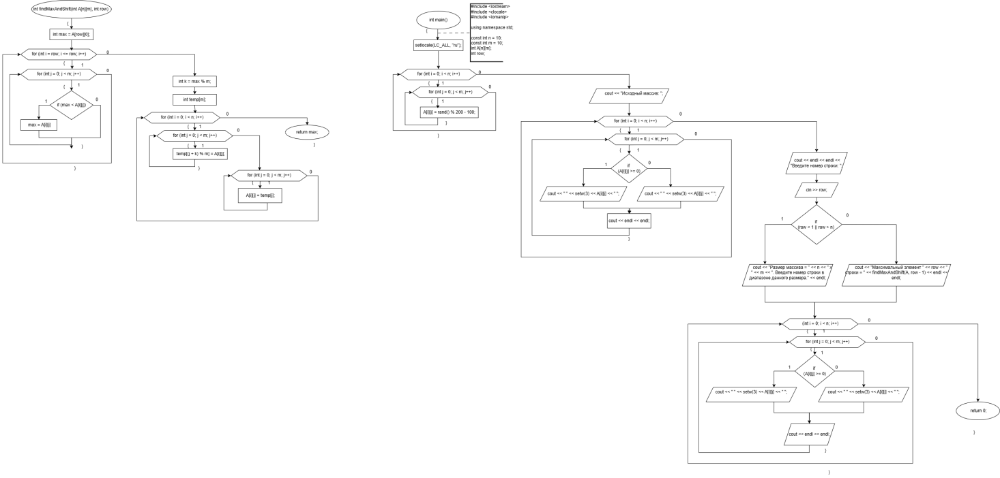 int findMaxAndShift(int A[n][m], int row)
{
int max = A[row][0];
for (int i = row; i <= row; i++)
0
{
1
for (int j = 0; j < m; j++)
0
{
1
if (max < A[i][j])
1
0
max = A[i][j]
}
}
int k = max % m;
int temp[m];
for (int i = 0; i < n; i++)
0
{
1
for (int j = 0; j < m; j++)
0
{
1
temp[(j + k) % m] = A[i][j];
}
for (int j = 0; j < m; j++)
0
{
1
A[i][j] = temp[j];
return max;
}
int main()
{
#include <iostream>
#include <clocale>
#include <iomanip>
using namespace std;
const int n = 10;
const int m = 10;
int A[n][m];
int row;
setlocale(LC_ALL, "ru");
for (int i = 0; i < n; i++)
0
{
1
for (int j = 0; j < m; j++)
0
{
1
A[i][j] = rand() % 200 - 100;
}
}
cout << "Исходный массив: ";
for (int i = 0; i < n; i++)
0
{
1
for (int j = 0; j < m; j++)
0
{
1
if
(A[i][j] >= 0)
1
0
cout << " " << setw(3) << A[i][j] << " ";
cout << " " << setw(3) << A[i][j] << " ";
cout << endl << endl;
}
cout << endl << endl <<
"Введите номер строки: ";
cin >> row;
if
(row < 1 || row > n)
1
0
cout << "Размер массива = " << n << " x
" << m << ". Введите номер строки в
диапазоне данного размера." << endl;
cout << "Максимальный элемент " << row << "
строки = " << findMaxAndShift(A, row - 1) << endl <<
endl;
(int i = 0; i < n; i++)
0
{
1
for (int j = 0; j < m; j++)
0
{
1
if
(A[i][j] >= 0)
1
0
cout << " " << setw(3) << A[i][j] << " ";
cout << " " << setw(3) << A[i][j] << " ";
cout << endl << endl;
}
}
return 0;
}